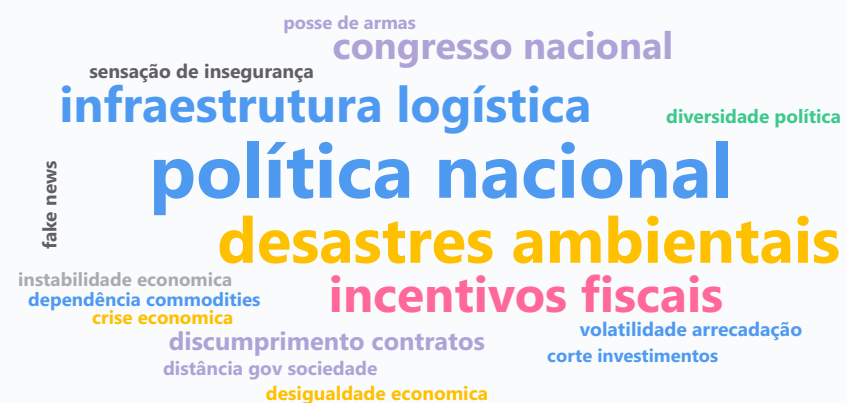 posse de armas
congresso nacional
sensação de insegurança
infraestrutura logística
diversidade política
política nacional
fake news
desastres ambientais
instabilidade economica
incentivos fiscais
dependência commodities
crise economica
volatilidade arrecadação
discumprimento contratos
corte investimentos
distância gov sociedade
desigualdade economica